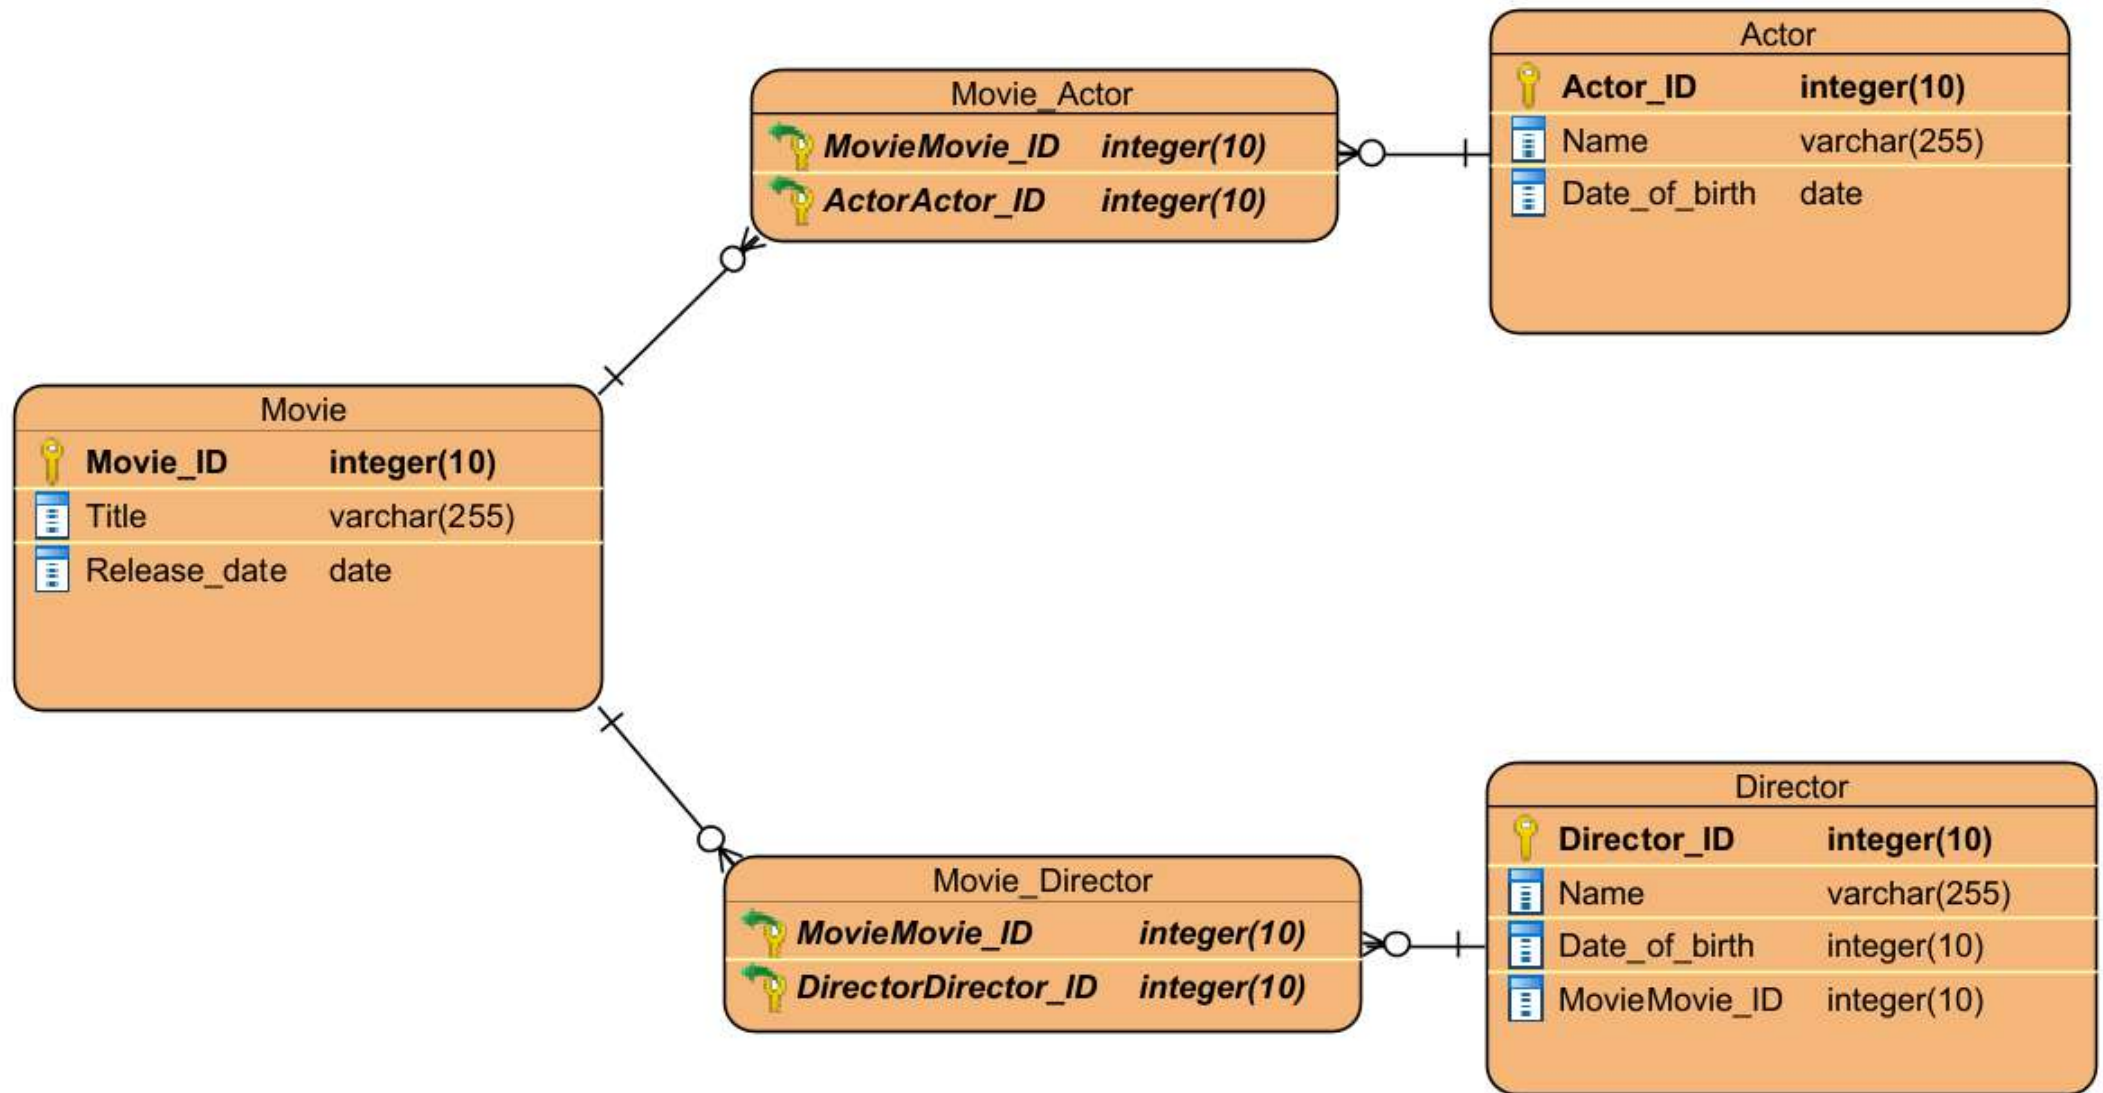 Actor
Actor_ID integer(10)
Name varchar(255)
Date_of_birth date
Movie_Actor
MovieMovie_ID integer(10)
ActorActor_ID integer(10)
Movie
Movie_ID integer(10)
Title varchar(255)
Release_date date
Movie_Director
MovieMovie_ID integer(10)
DirectorDirector_ID integer(10)
Director
Director_ID integer(10)
Name varchar(255)
Date_of_birth integer(10)
MovieMovie_ID integer(10)